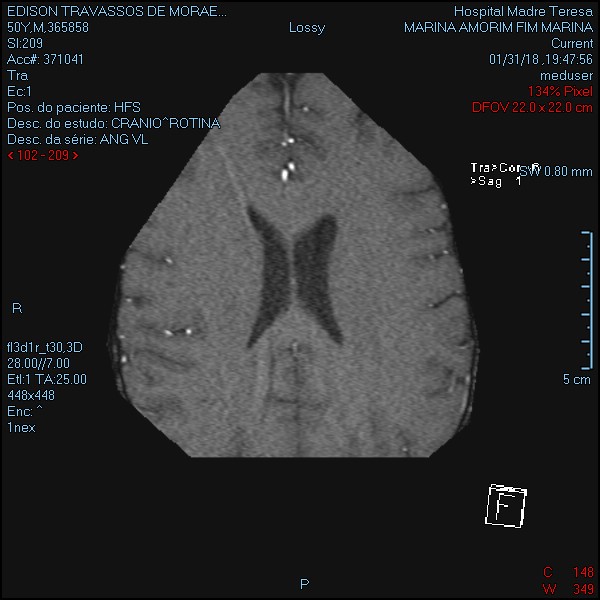 EDISON TRAVASSOS DE MORAE...
50Y,M,365858
Sl:209
Acc#: 371041
Tra
Ec:1
Pos. do paciente: HFS
Desc. do estudo: CRANIO^ROTINA
Desc. da série: ANG VL
< 102 - 209 >
Lossy
Hospital Madre Teresa
MARINA AMORIM FIM MARINA
Current
01/31/18 ,19:47:56
meduser
134% Pixel
DFOV 22.0 x 22.0 cm
Tra>Cor
SW 0.80 mm
>Sag 1
R
fl3d1r_t30,3D
28.00//7.00
Etl:1 TA:25.00
448x448
Enc: ^
1nex
5 cm
F
P
C 148
W 349